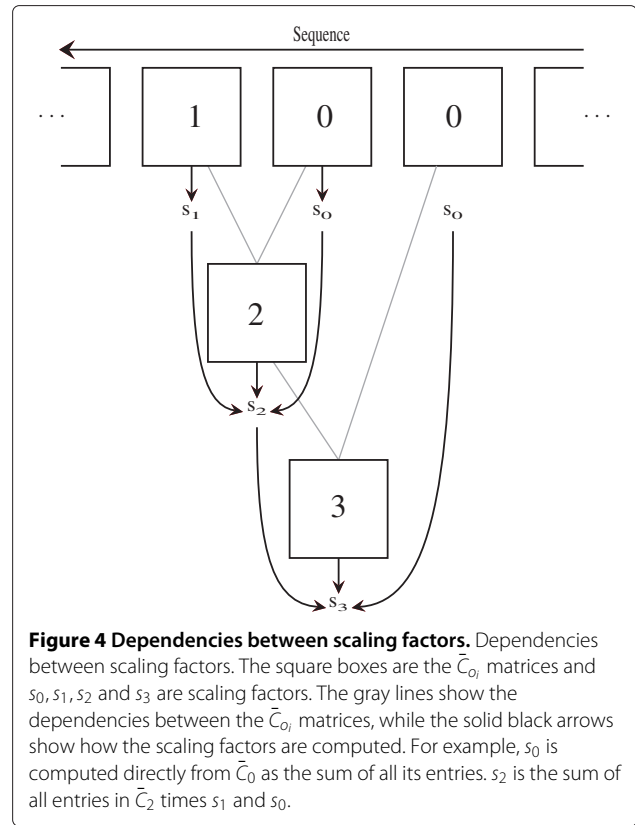 Sequence
· · · 1 0 0 · · ·
s₁ s₀ s₀
2
s₂
3
s₃
Figure 4 Dependencies between scaling factors. Dependencies
between scaling factors. The square boxes are the C̄ₒᵢ matrices and
s₀, s₁, s₂ and s₃ are scaling factors. The gray lines show the
dependencies between the C̄ₒᵢ matrices, while the solid black arrows
show how the scaling factors are computed. For example, s₀ is
computed directly from C̄₀ as the sum of all its entries. s₂ is the sum of
all entries in C̄₂ times s₁ and s₀.